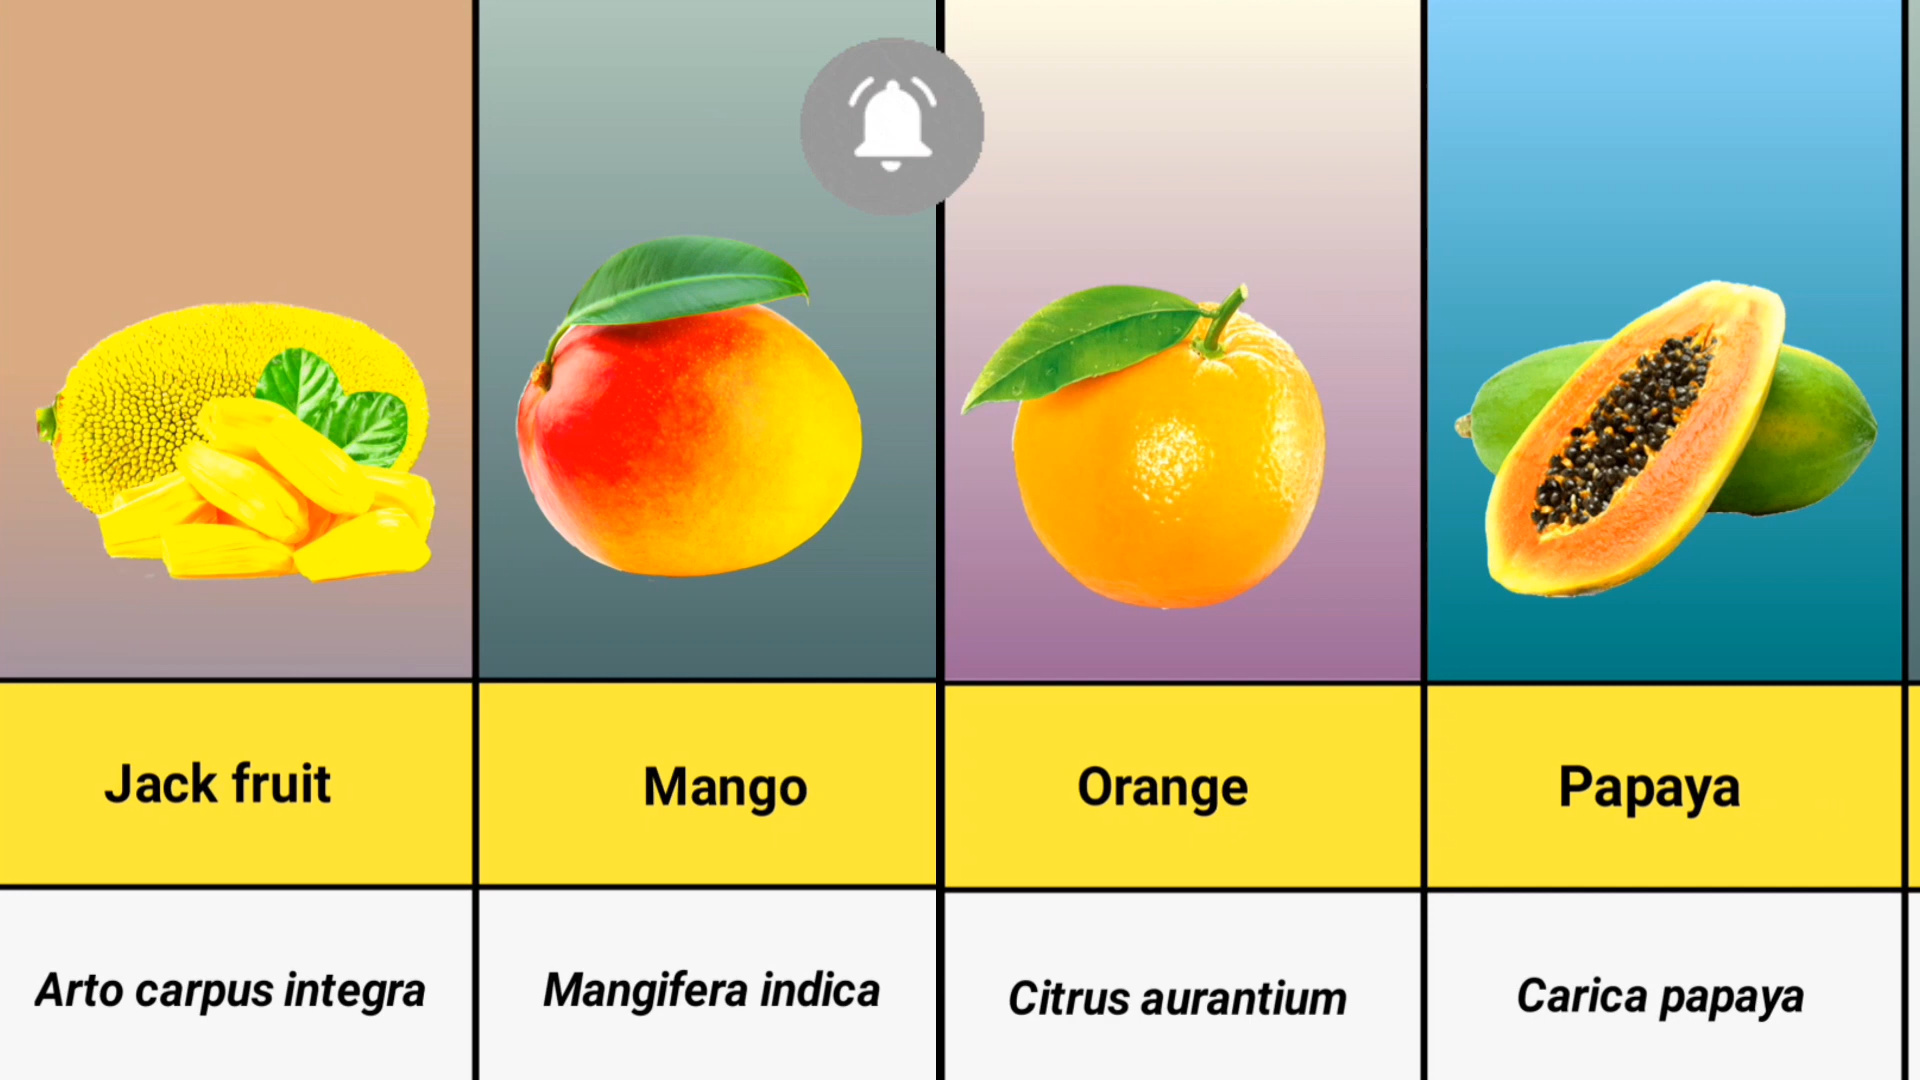 Jack fruit
Mango
Orange
Papaya
Arto carpus integra
Mangifera indica
Citrus aurantium
Carica papaya